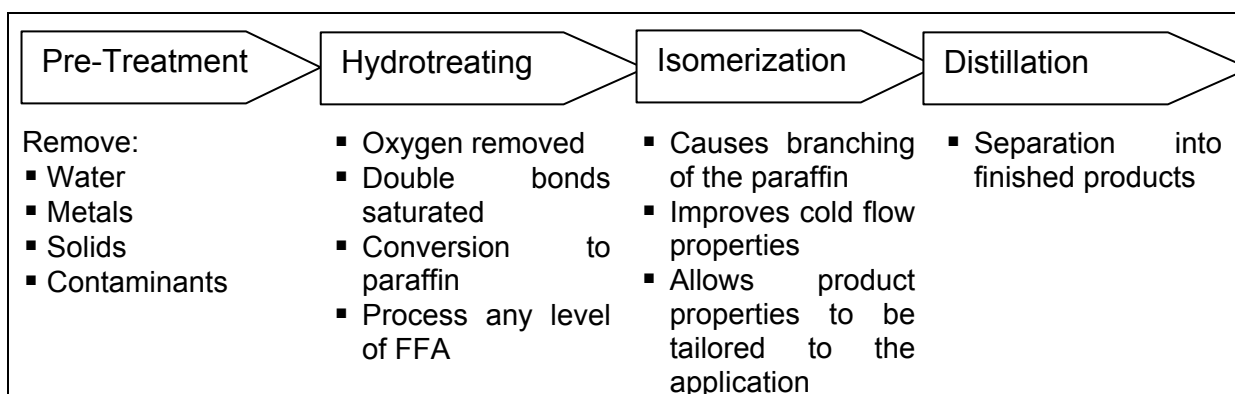 Pre-Treatment
Hydrotreating
Isomerization
Distillation
Remove:
▪ Water
▪ Metals
▪ Solids
▪ Contaminants
▪ Oxygen removed
▪ Double bonds
saturated
▪ Conversion to
paraffin
▪ Process any level
of FFA
▪ Causes branching
of the paraffin
▪ Improves cold flow
properties
▪ Allows product
properties to be
tailored to the
application
▪ Separation into
finished products